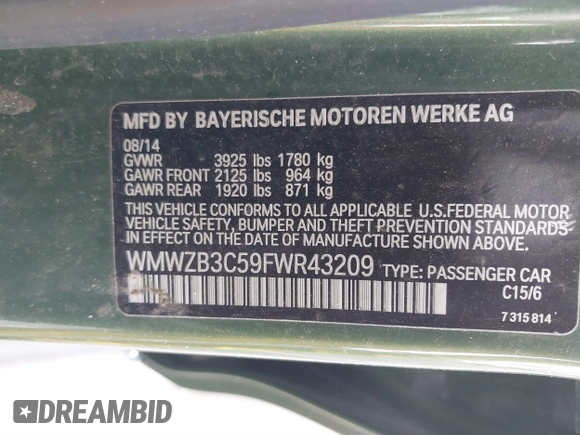 MFD BY BAYERISCHE MOTOREN WERKE AG
08/14
GVWR 3925 lbs 1780 kg
GAWR FRONT 2125 lbs 964 kg
GAWR REAR 1920 lbs 871 kg
THIS VEHICLE CONFORMS TO ALL APPLICABLE U.S.FEDERAL MOTOR
VEHICLE SAFETY, BUMPER AND THEFT PREVENTION STANDARDS
IN EFFECT ON THE DATE OF MANUFACTURE SHOWN ABOVE.
WMWZB3C59FWR43209 TYPE: PASSENGER CAR
C15/6
7 315 814
DREAMBID